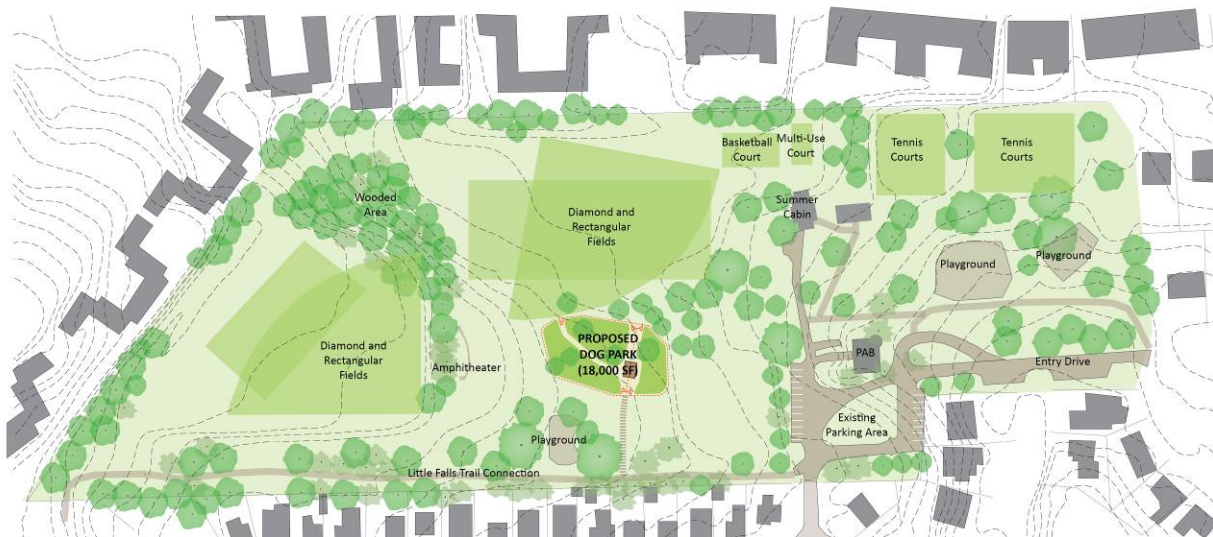 Basketball
Court
Multi-Use
Court
Tennis
Courts
Tennis
Courts
Wooded
Area
Summer
Cabin
Diamond and
Rectangular
Fields
Playground
Playground
PROPOSED
DOG PARK
(18,000 SF)
Diamond and
Rectangular
Fields
Amphitheater
PAB
Entry Drive
Existing
Parking Area
Playground
Little Falls Trail Connection